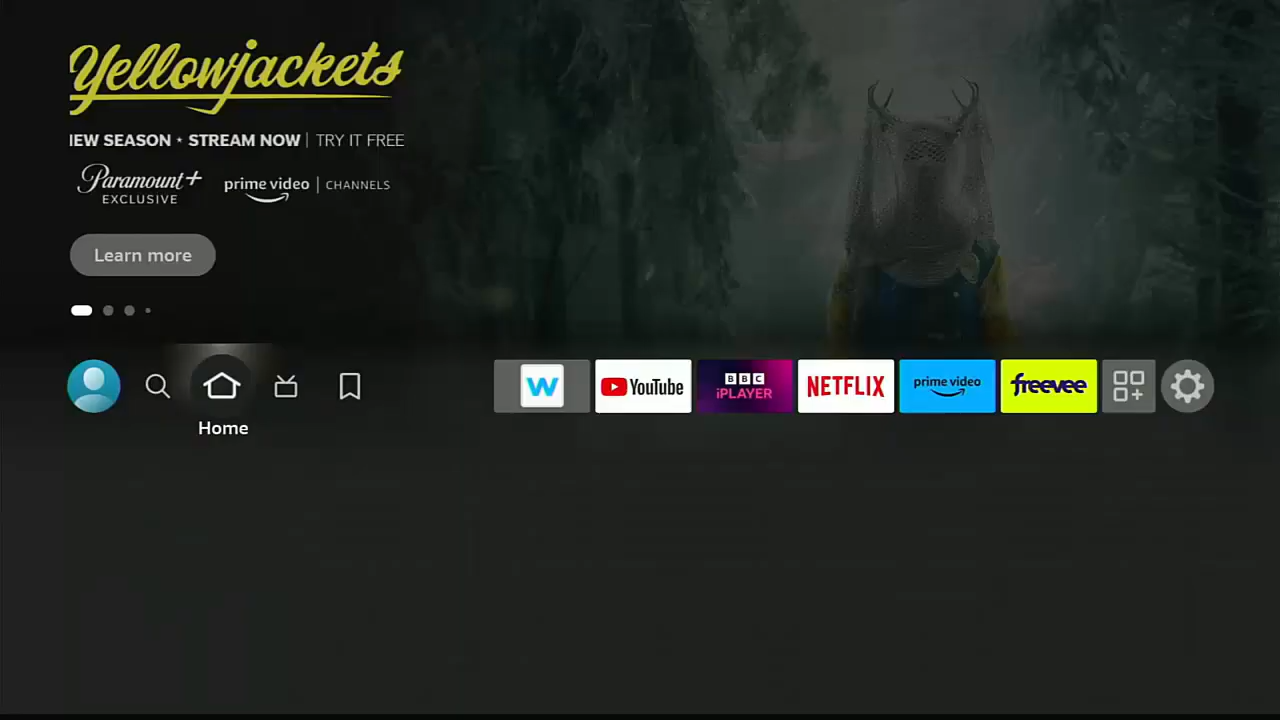 Yellowjackets
IEW SEASON • STREAM NOW | TRY IT FREE
Paramount+
EXCLUSIVE
prime video | CHANNELS
Learn more
W
YouTube
BBC
iPLAYER
NETFLIX
prime video
freevee
Home